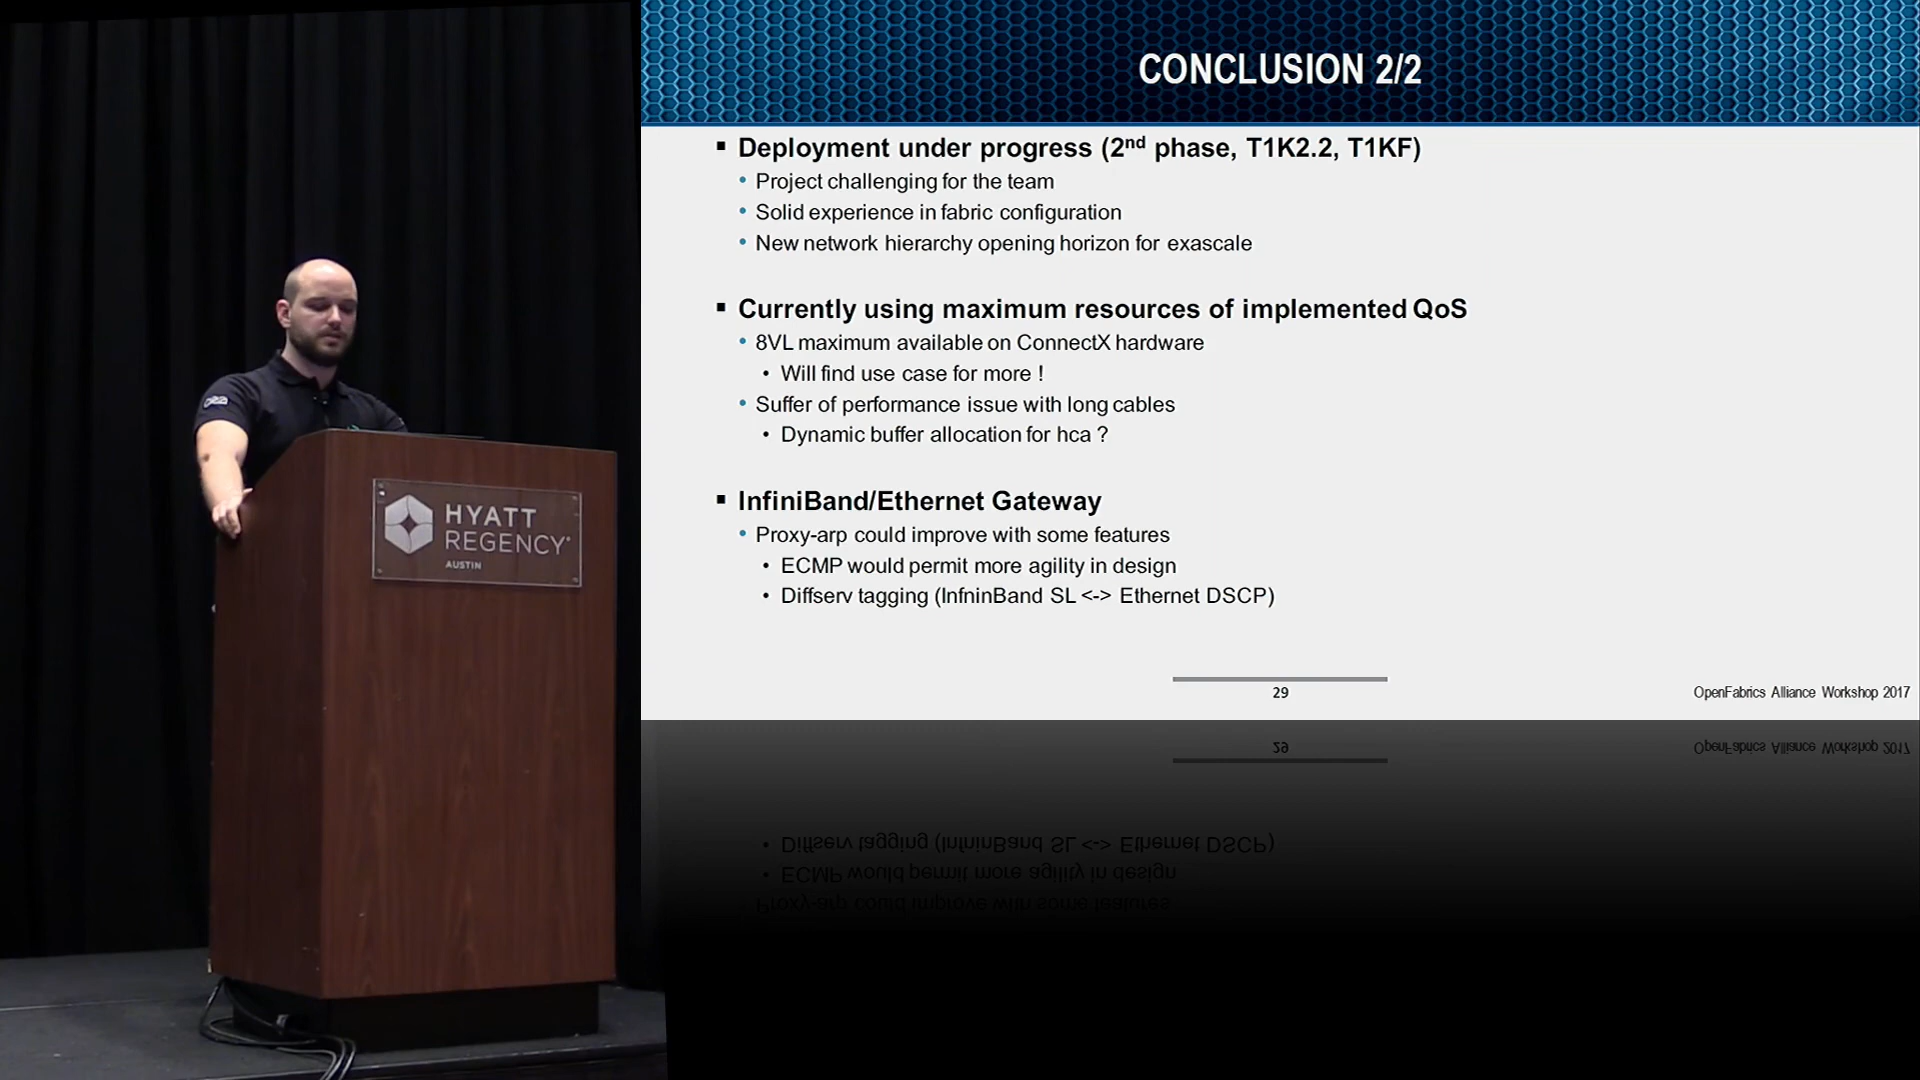 CONCLUSION 2/2
▪ Deployment under progress (2nd phase, T1K2.2, T1KF)
• Project challenging for the team
• Solid experience in fabric configuration
• New network hierarchy opening horizon for exascale
▪ Currently using maximum resources of implemented QoS
• 8VL maximum available on ConnectX hardware
• Will find use case for more !
• Suffer of performance issue with long cables
• Dynamic buffer allocation for hca ?
▪ InfiniBand/Ethernet Gateway
• Proxy-arp could improve with some features
• ECMP would permit more agility in design
• Diffserv tagging (InfninBand SL <-> Ethernet DSCP)
29
OpenFabrics Alliance Workshop 2017
HYATT
REGENCY
AUSTIN